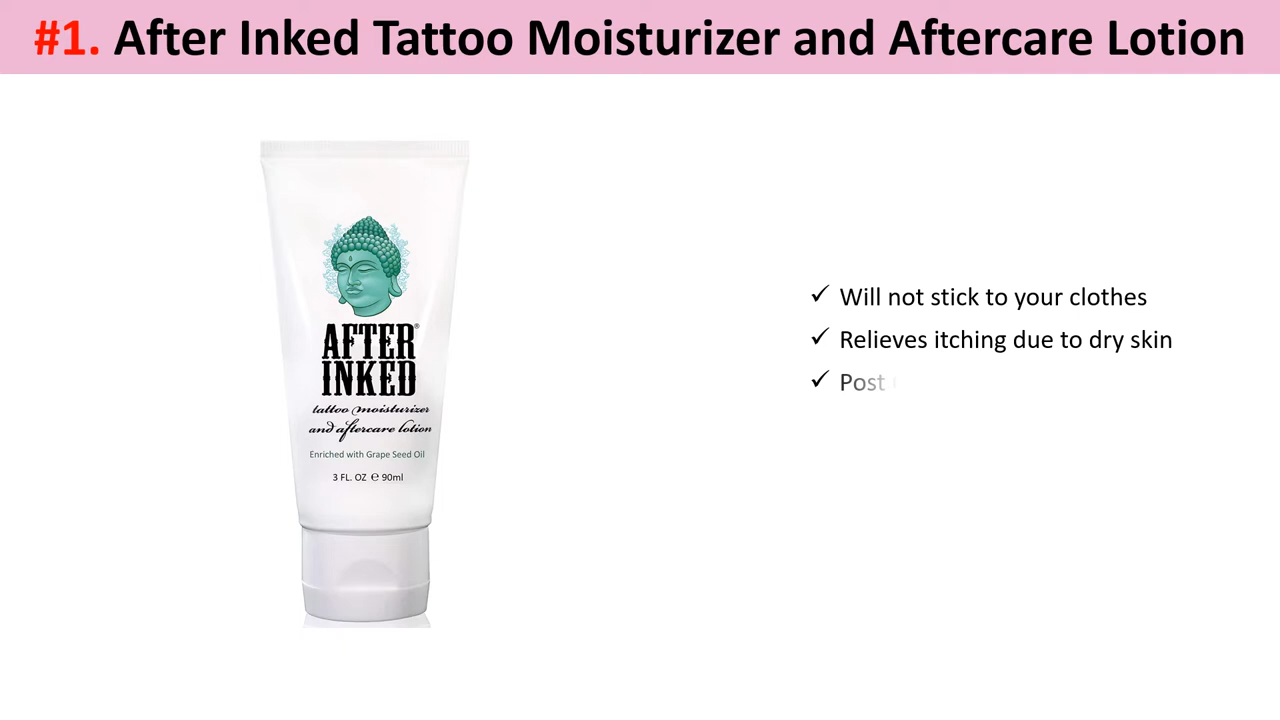 #1. After Inked Tattoo Moisturizer and Aftercare Lotion
AFTER®
INKED
tattoo moisturizer
and aftercare lotion
Enriched with Grape Seed Oil
3 FL. OZ ℮ 90ml
✓ Will not stick to your clothes
✓ Relieves itching due to dry skin
✓ Post